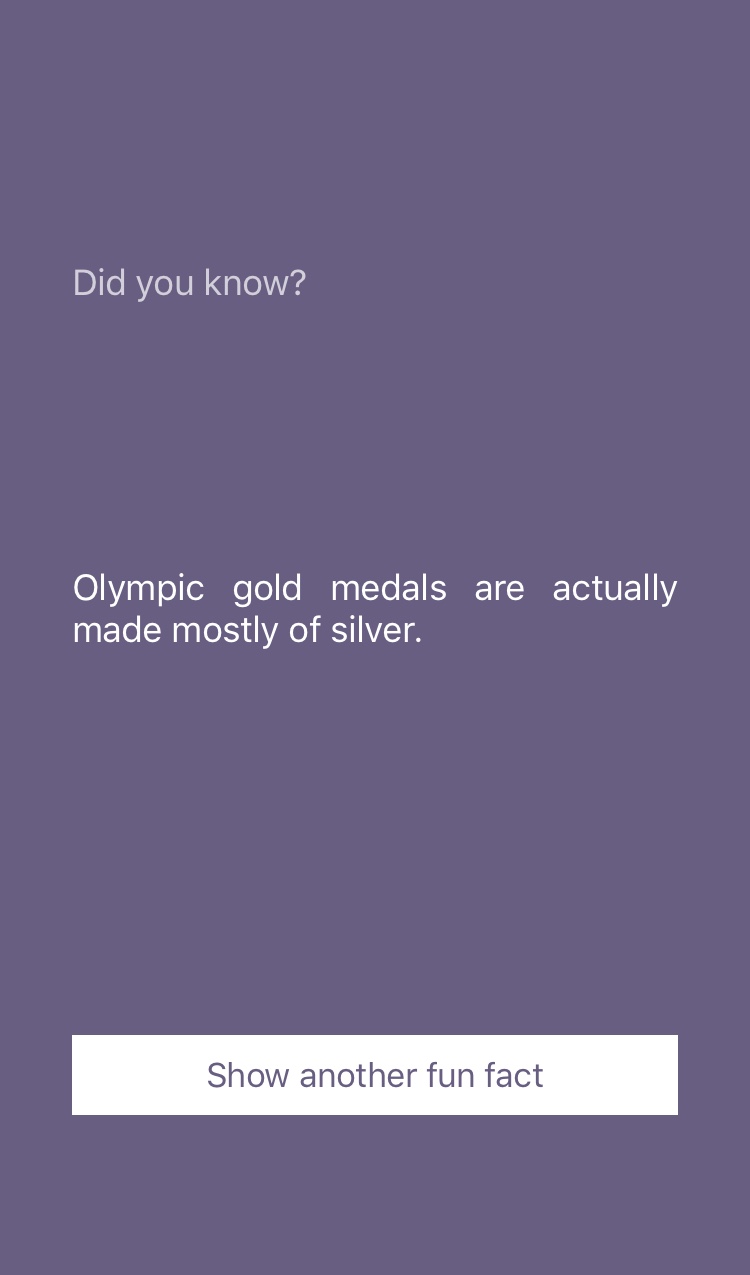 Did you know?
Olympic gold medals are actually
made mostly of silver.
Show another fun fact